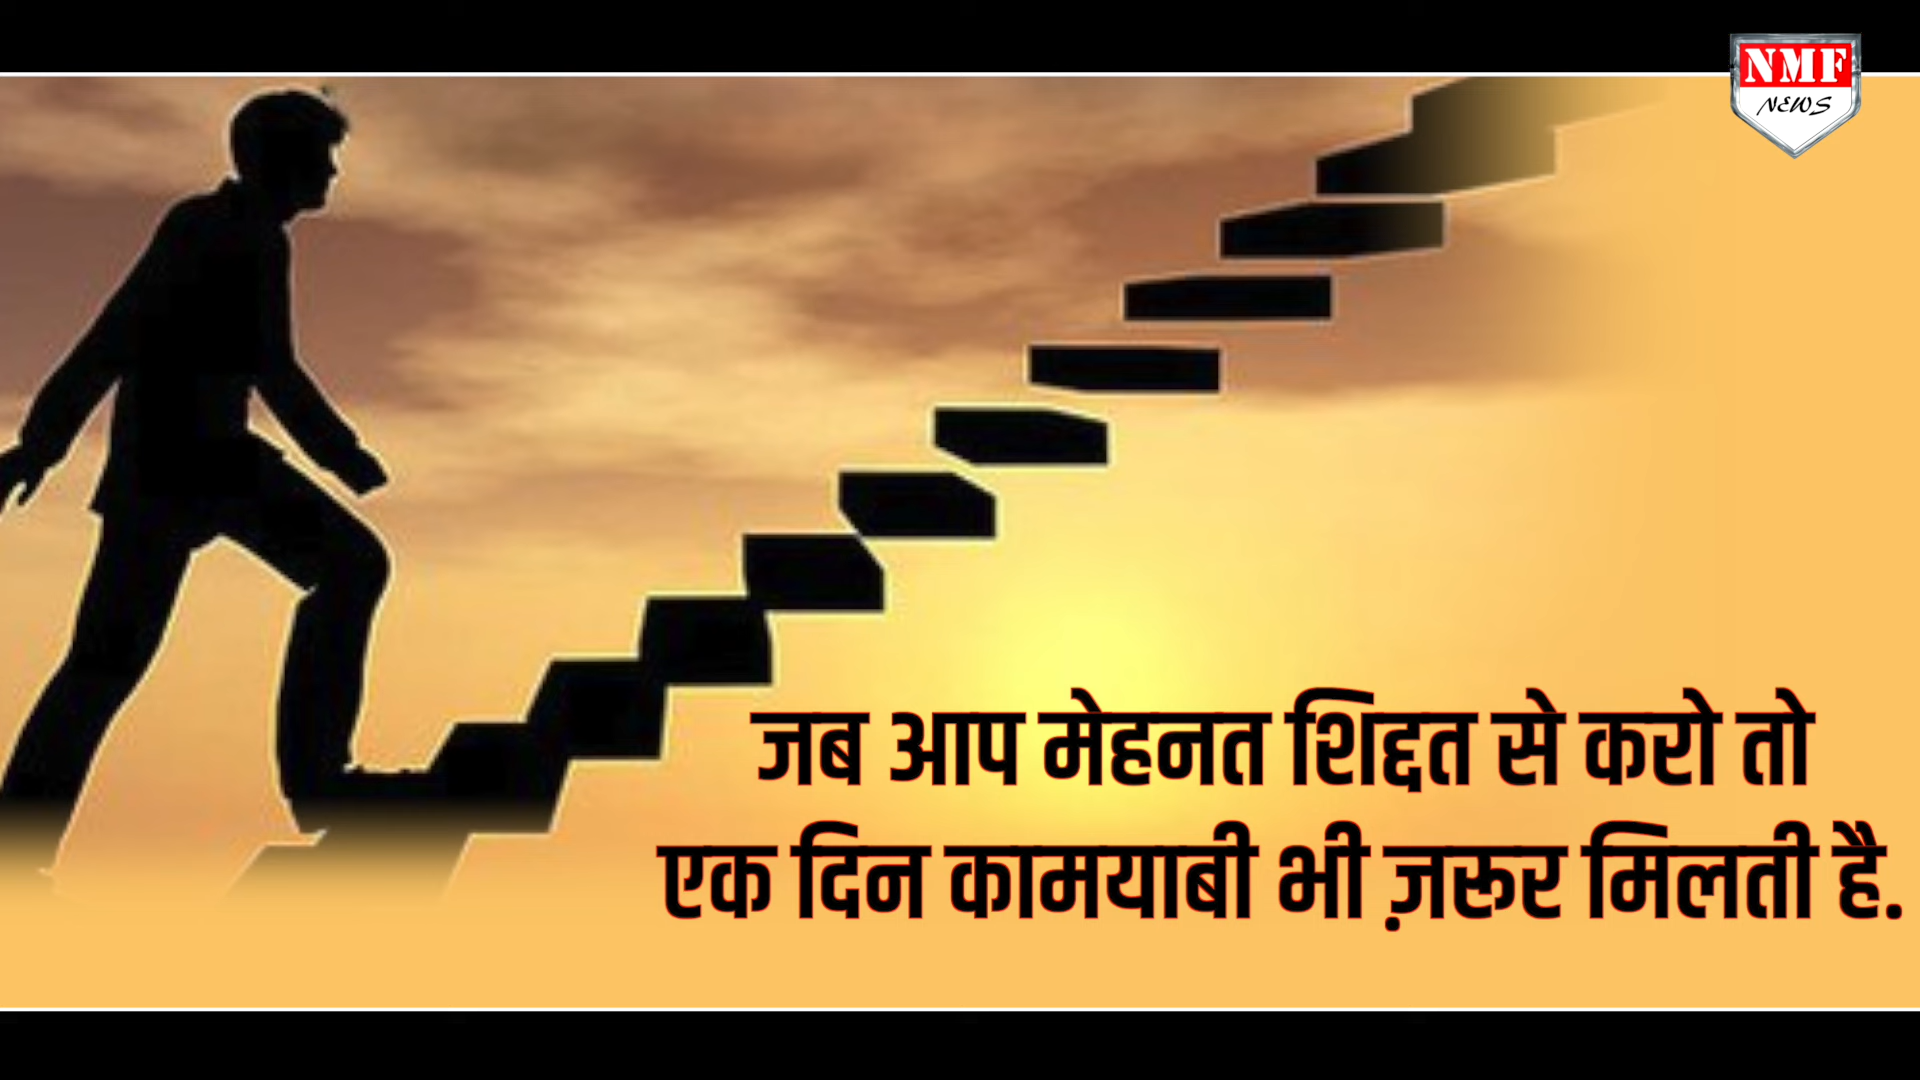 NMF
NEWS
जब आप मेहनत शिद्दत से करो तो
एक दिन कामयाबी भी ज़रूर मिलती है.